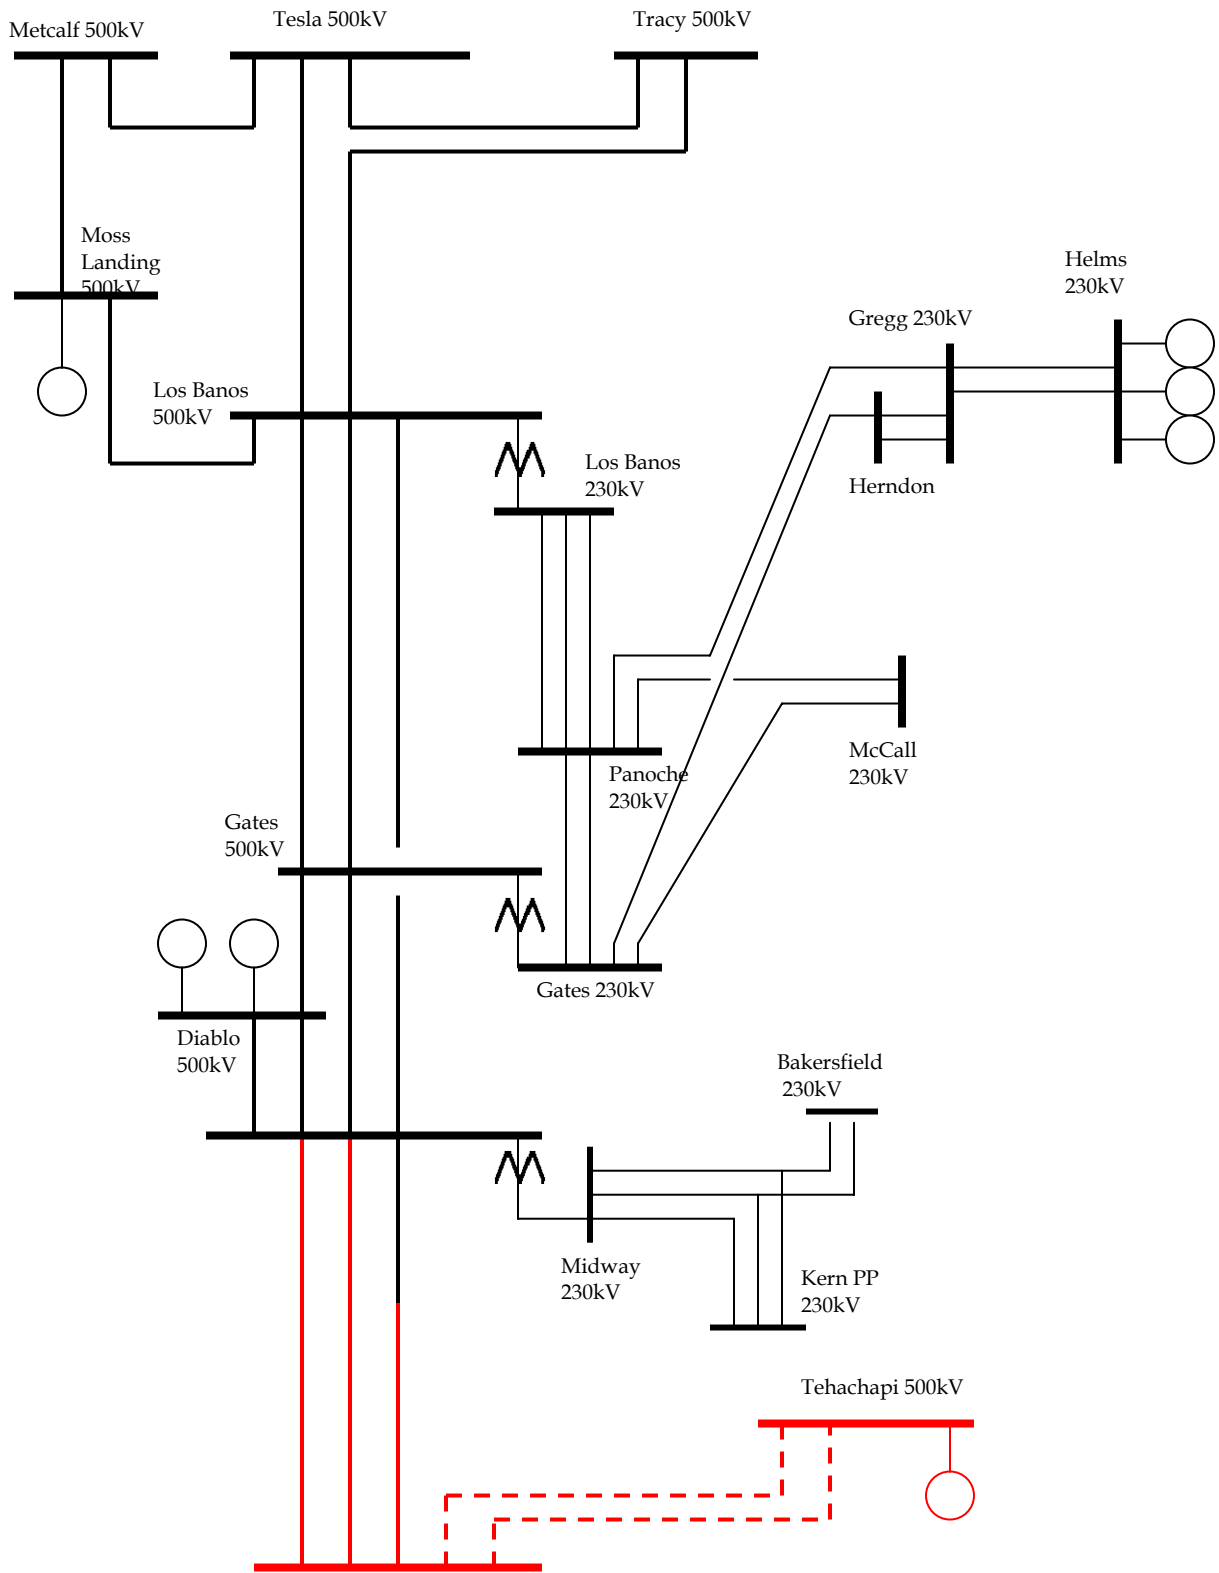 Metcalf 500kV
Tesla 500kV
Tracy 500kV
Moss
Landing
500kV
Helms
230kV
Gregg 230kV
Los Banos
500kV
Los Banos
230kV
Herndon
McCall
230kV
Panoche
230kV
Gates
500kV
Gates 230kV
Diablo
500kV
Bakersfield
230kV
Midway
230kV
Kern PP
230kV
Tehachapi 500kV